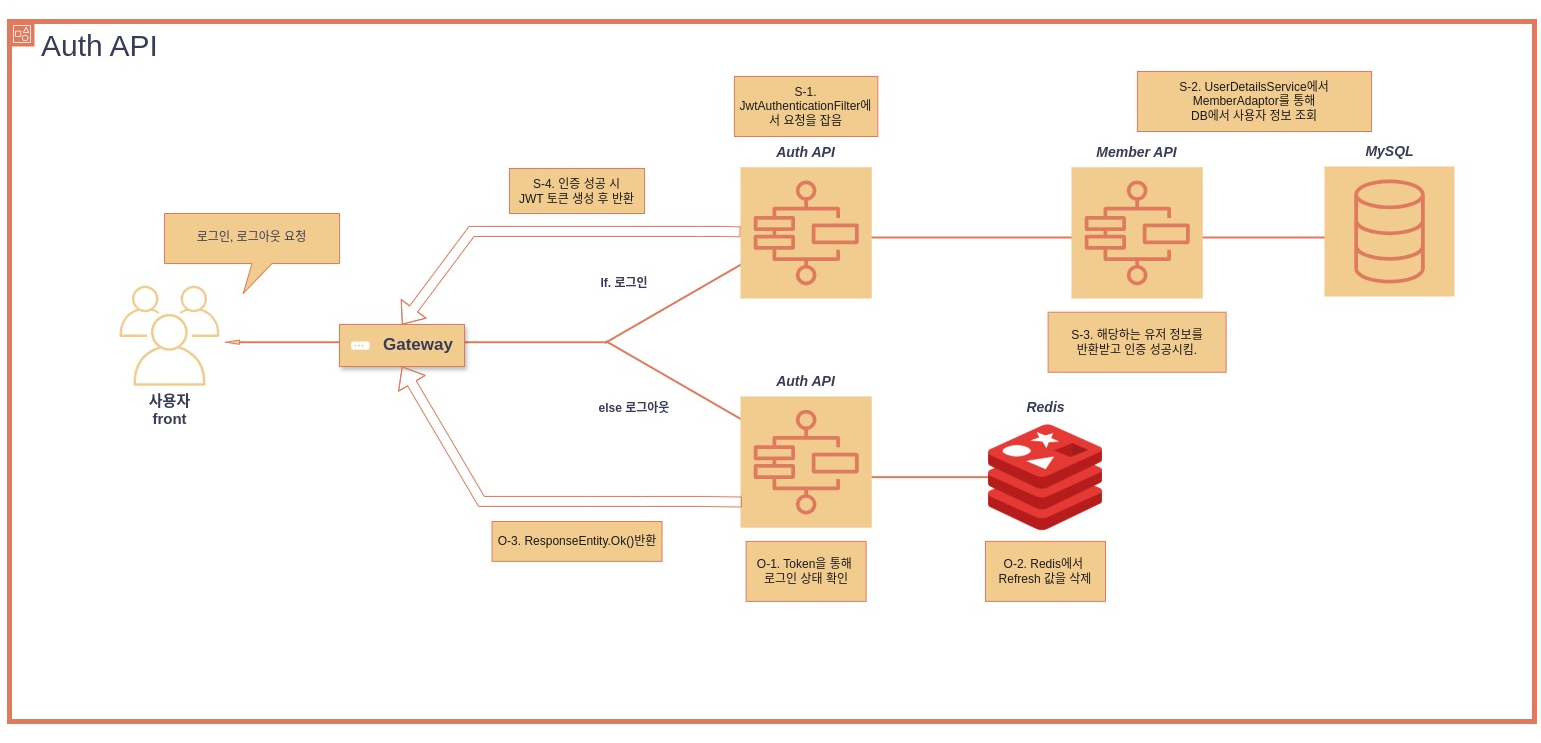 Auth API
S-1.
JwtAuthenticationFilter에
서 요청을 잡음
S-2. UserDetailsService에서
MemberAdaptor를 통해
DB에서 사용자 정보 조회
Auth API
Member API
MySQL
S-4. 인증 성공 시
JWT 토큰 생성 후 반환
로그인, 로그아웃 요청
If. 로그인
Gateway
S-3. 해당하는 유저 정보를
반환받고 인증 성공시킴.
사용자
front
else 로그아웃
Auth API
Redis
O-3. ResponseEntity.Ok()반환
O-1. Token을 통해
로그인 상태 확인
O-2. Redis에서
Refresh 값을 삭제